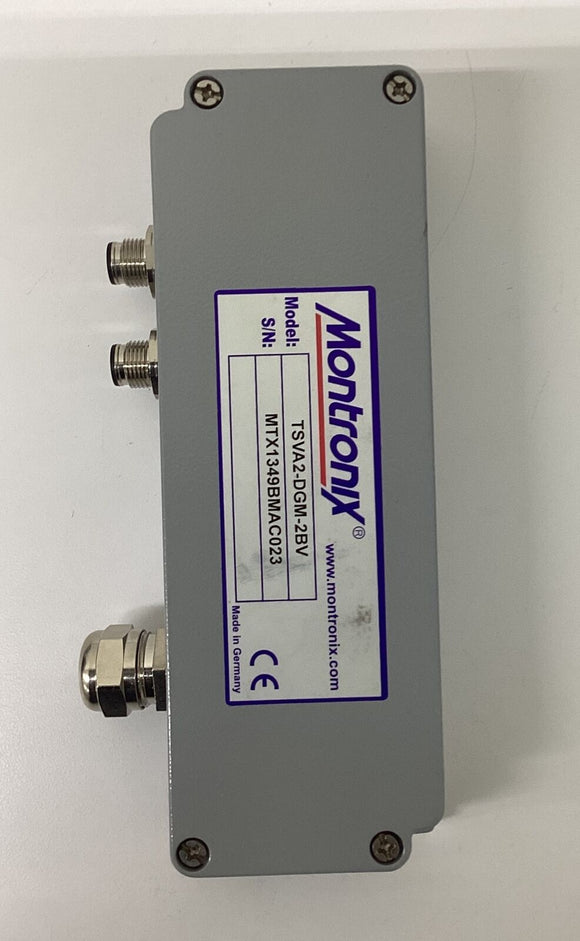 Montronix®
www.montronix.com
Model: TSVA2-DGM-2BV
S/N: MTX1349BMAC023
CE
Made in Germany